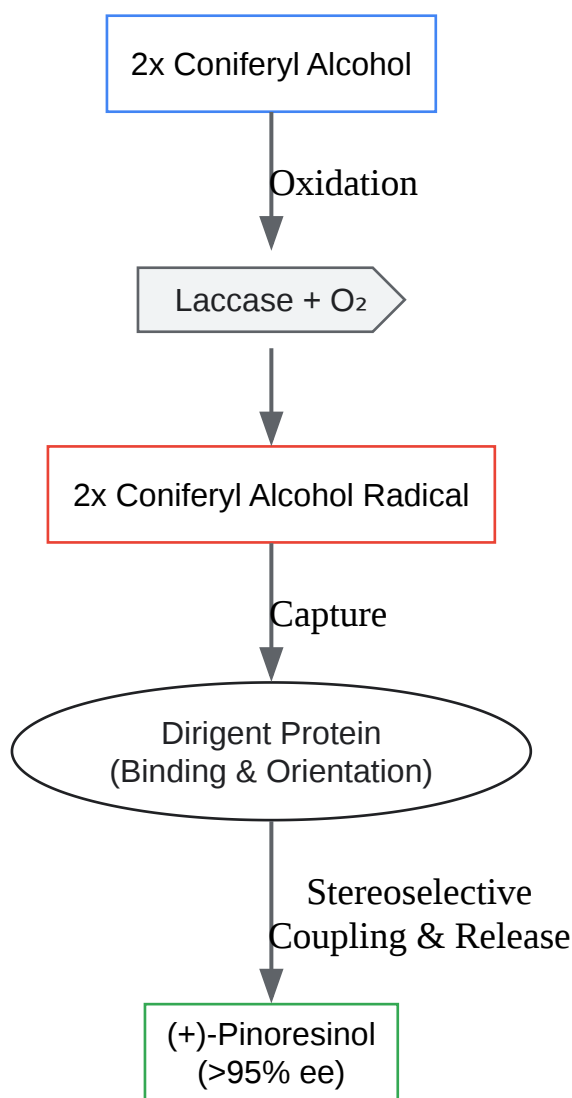 2x Coniferyl Alcohol
Oxidation
Laccase + O₂
2x Coniferyl Alcohol Radical
Capture
Dirigent Protein
(Binding & Orientation)
Stereoselective
Coupling & Release
(+)-Pinoresinol
(>95% ee)